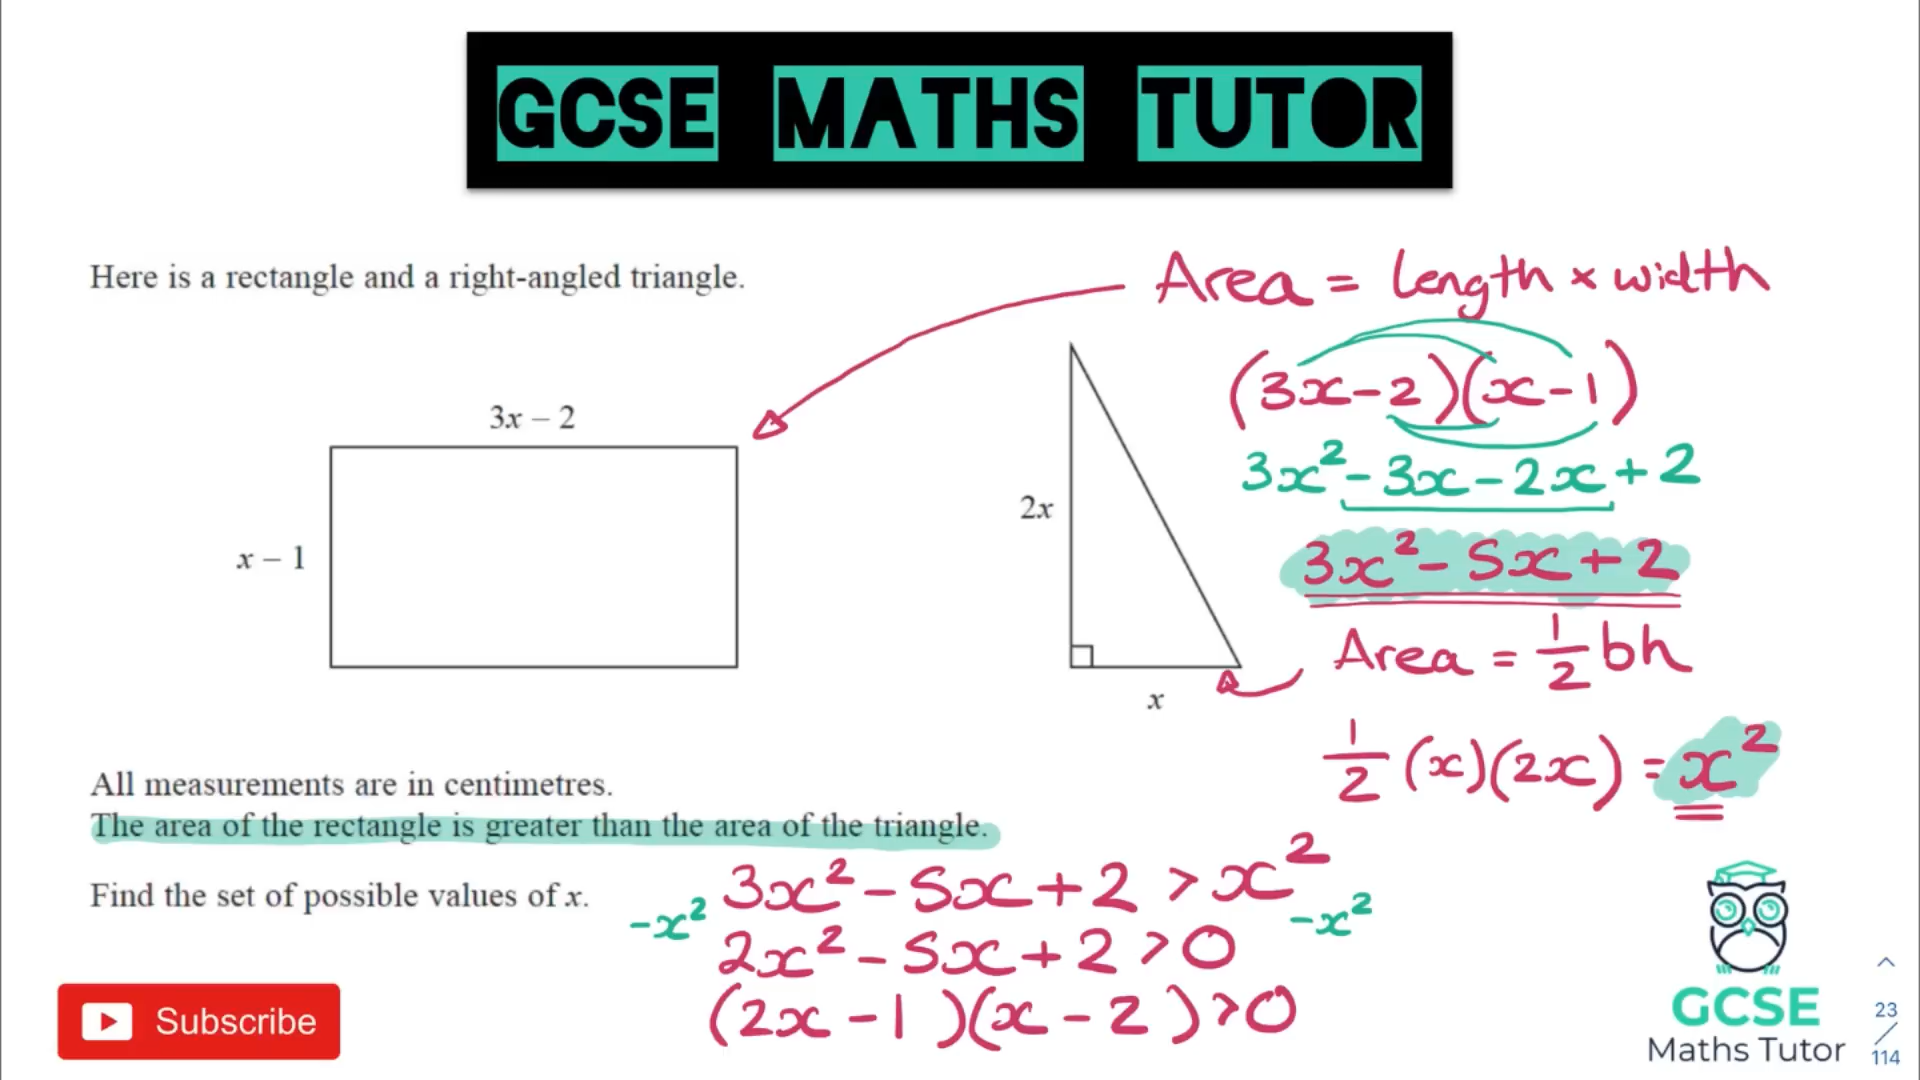 GCSE MATHS TUTOR
Here is a rectangle and a right-angled triangle.
Area = length × width
(3x-2)(x-1)
3x - 2
3x² - 3x - 2x + 2
2x
x - 1
3x² - 5x + 2
Area = 1/2 bh
x
1/2 (x)(2x) = x²
All measurements are in centimetres.
The area of the rectangle is greater than the area of the triangle.
3x² - 5x + 2 > x²
Find the set of possible values of x.
-x² -x²
2x² - 5x + 2 > 0
(2x - 1)(x - 2) > 0
Subscribe
GCSE
Maths Tutor
23
/
114